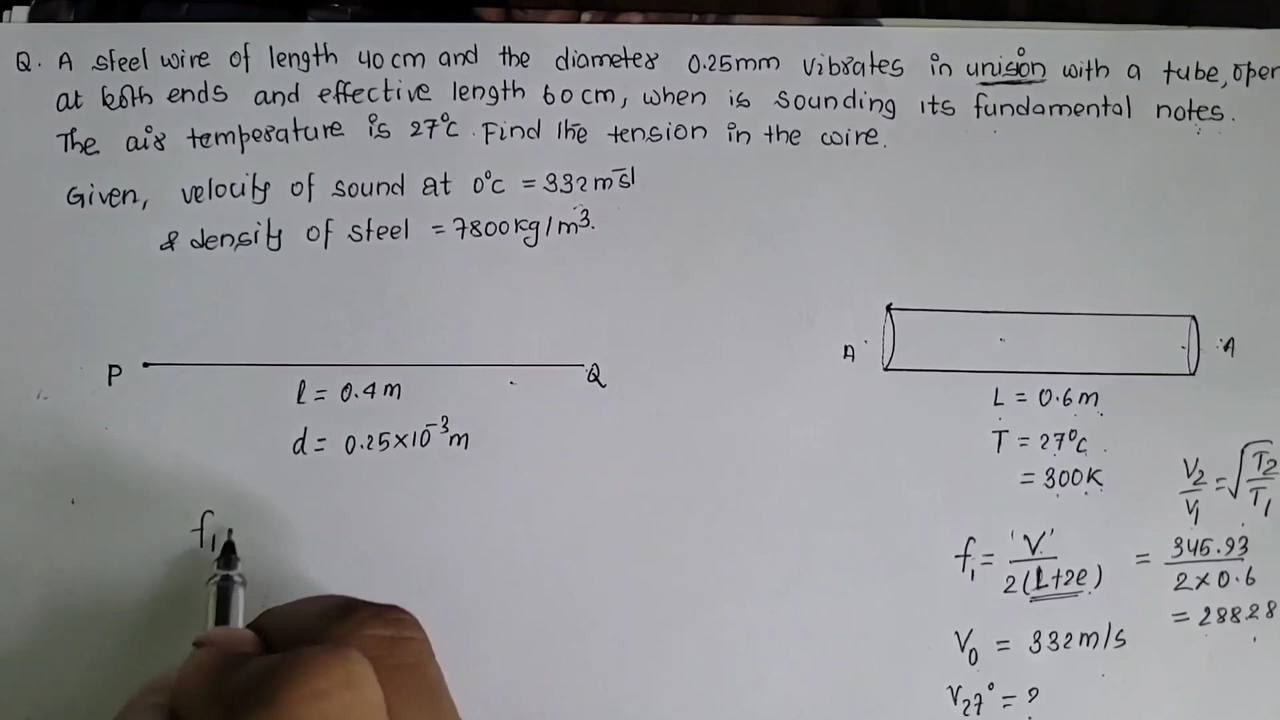 Q. A steel wire of length 40 cm and the diameter 0.25mm vibrates in unison with a tube, open
at both ends and effective length 60 cm, when is sounding its fundamental notes.
The air temperature is 27°C. Find the tension in the wire.
Given, velocity of sound at 0°C = 332 ms⁻¹
& density of steel = 7800 kg/m³.
P Q
l = 0.4 m
d = 0.25×10⁻³ m
f₁
A A
L = 0.6 m
T = 27°C
= 300K
V₂/V₁ = √(T₂/T₁)
f₁ = 'V'/2(L+2e) = 345.93/2×0.6
= 288.28
V₀ = 332 m/s
V₂₇° = ?